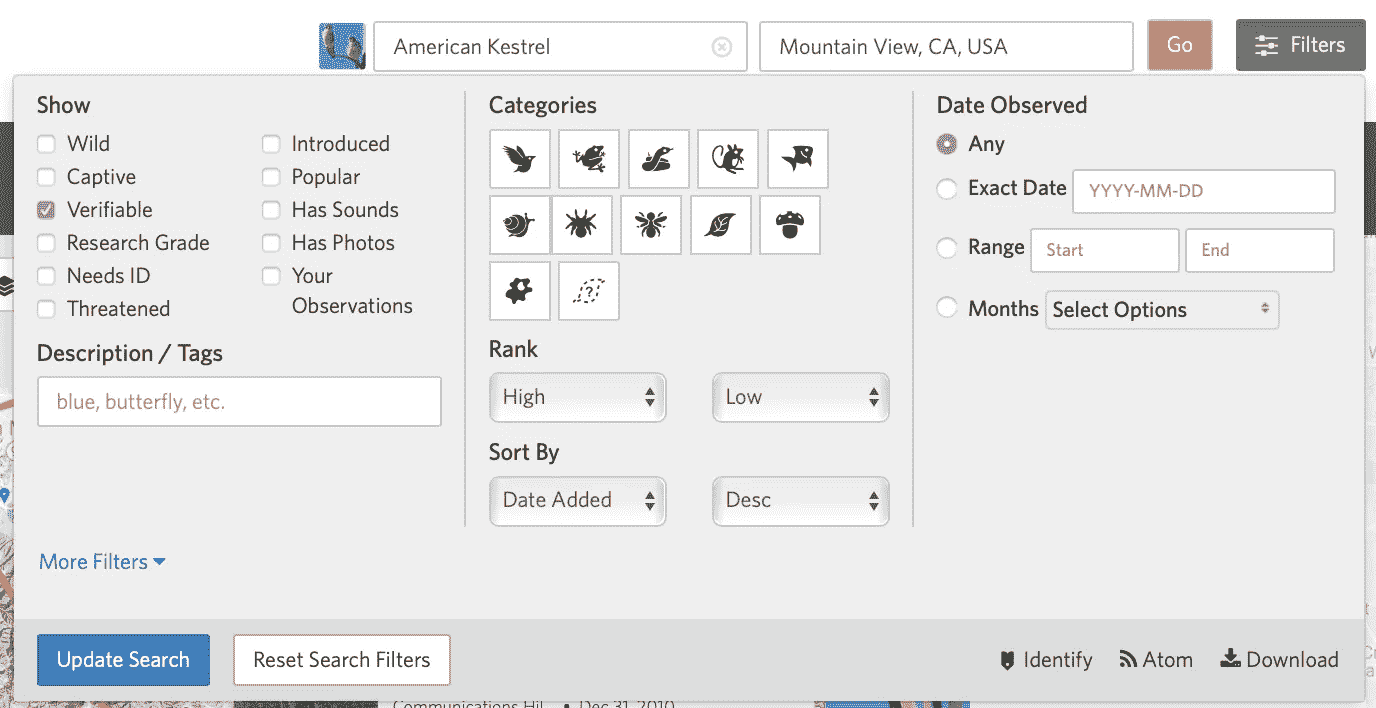 American Kestrel
Mountain View, CA, USA
Go
Filters
Show
Wild
Captive
Verifiable
Research Grade
Needs ID
Threatened
Introduced
Popular
Has Sounds
Has Photos
Your
Observations
Description / Tags
blue, butterfly, etc.
Categories
?
Rank
High
Low
Sort By
Date Added
Desc
Date Observed
Any
Exact Date
YYYY-MM-DD
Range
Start
End
Months
Select Options
More Filters
Update Search
Reset Search Filters
Identify
Atom
Download
Communications Hil
• Dec 31, 2010